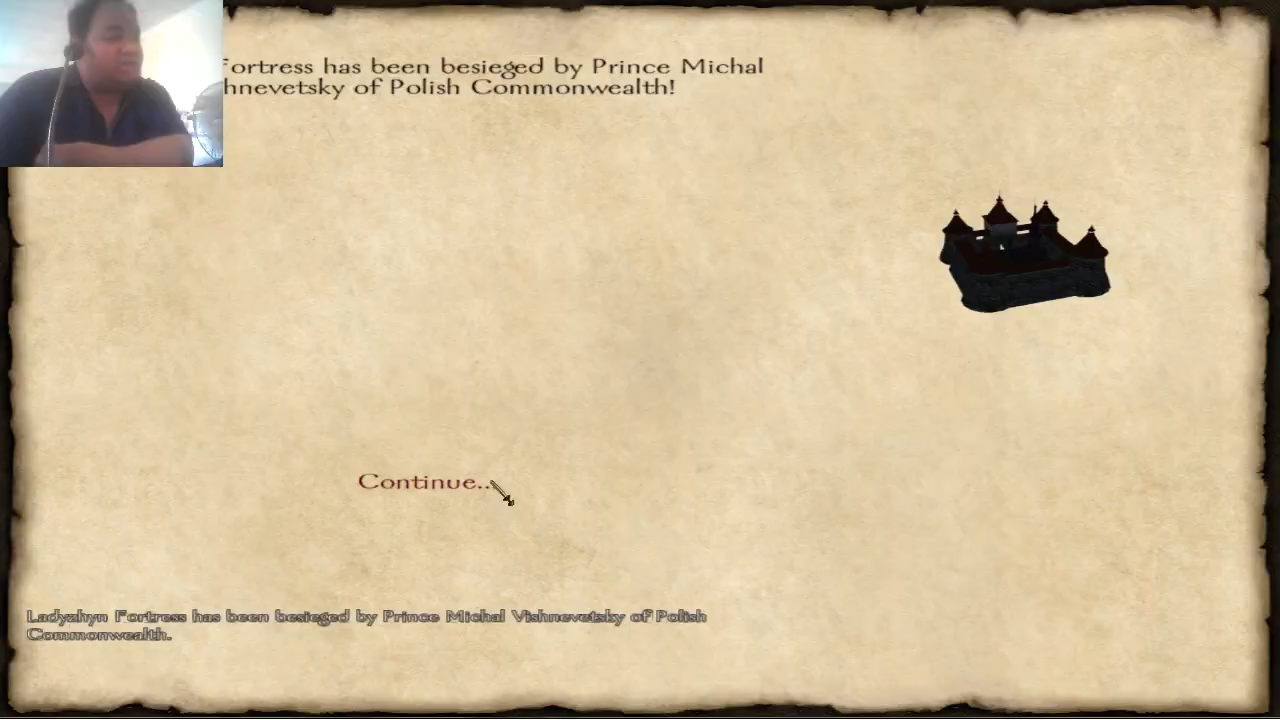 Fortress has been besieged by Prince Michal
hnevetsky of Polish Commonwealth!
Continue..
Ladyzhyn Fortress has been besieged by Prince Michal Vishnevetsky of Polish
Commonwealth.